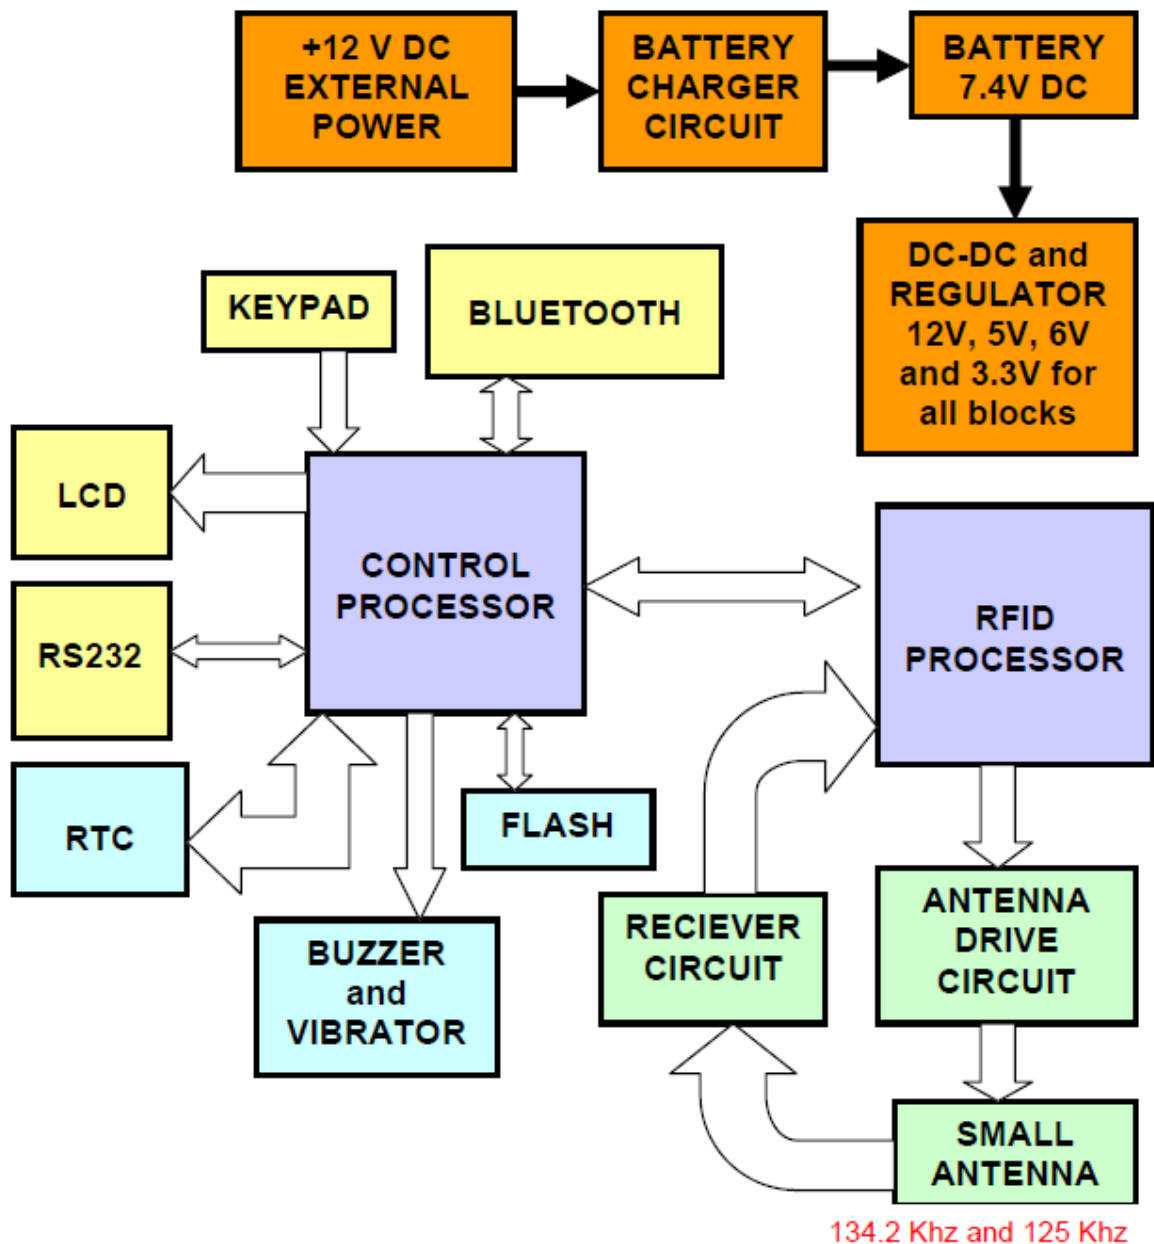 +12 V DC
EXTERNAL
POWER
BATTERY
CHARGER
CIRCUIT
BATTERY
7.4V DC
DC-DC and
REGULATOR
12V, 5V, 6V
and 3.3V for
all blocks
KEYPAD
BLUETOOTH
LCD
CONTROL
PROCESSOR
RS232
RFID
PROCESSOR
RTC
FLASH
BUZZER
and
VIBRATOR
RECIEVER
CIRCUIT
ANTENNA
DRIVE
CIRCUIT
SMALL
ANTENNA
134.2 Khz and 125 Khz